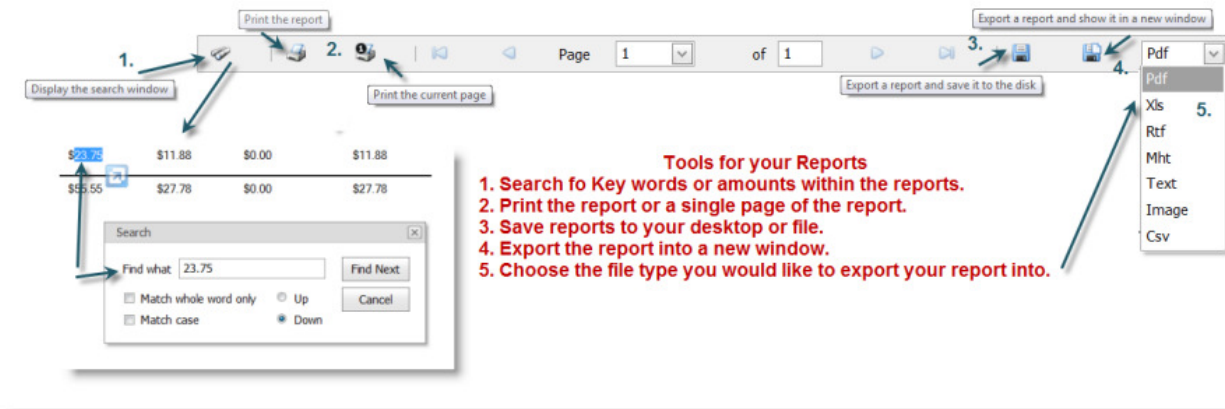 Print the report
Export a report and show it in a new window
1.
2.
Page 1 of 1
3.
4.
Pdf
Display the search window
Print the current page
Export a report and save it to the disk
Pdf
Xls
5.
Rtf
Mht
Text
Image
Csv
$23.75 $11.88 $0.00 $11.88
$55.55 $27.78 $0.00 $27.78
Search
Find what 23.75 Find Next
Match whole word only Up Cancel
Match case Down
Tools for your Reports
1. Search fo Key words or amounts within the reports.
2. Print the report or a single page of the report.
3. Save reports to your desktop or file.
4. Export the report into a new window.
5. Choose the file type you would like to export your report into.